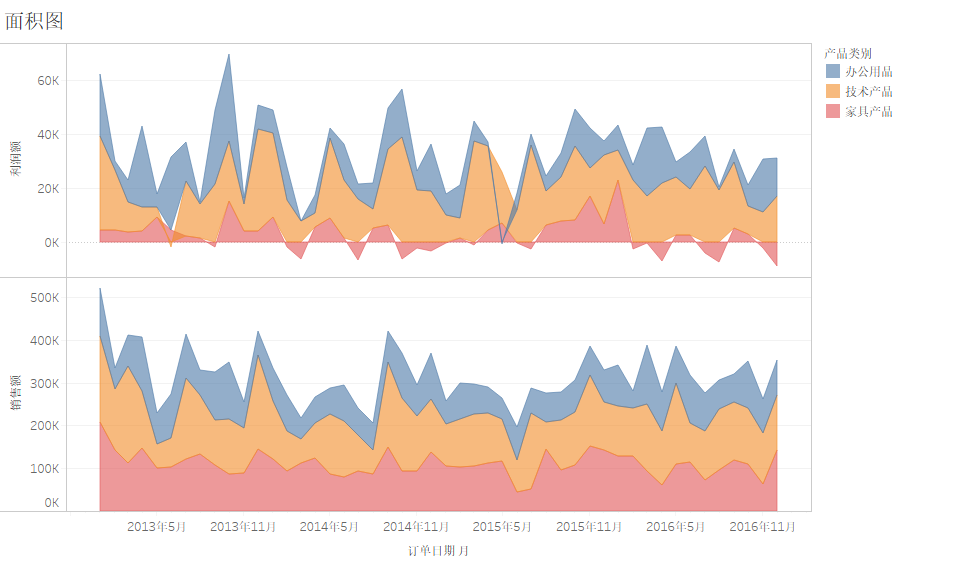 面积图
产品类别
办公用品
技术产品
家具产品
利润额
60K
40K
20K
0K
销售额
500K
400K
300K
200K
100K
0K
2013年5月 2013年11月 2014年5月 2014年11月 2015年5月 2015年11月 2016年5月 2016年11月
订单日期 月